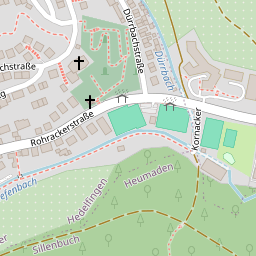 Dürrbachstraße
chstraße
Dürrbach
g
Rohrackerstraße
Kornacker
efenbach
Heumaden
Hedelfingen
Sillenbuch